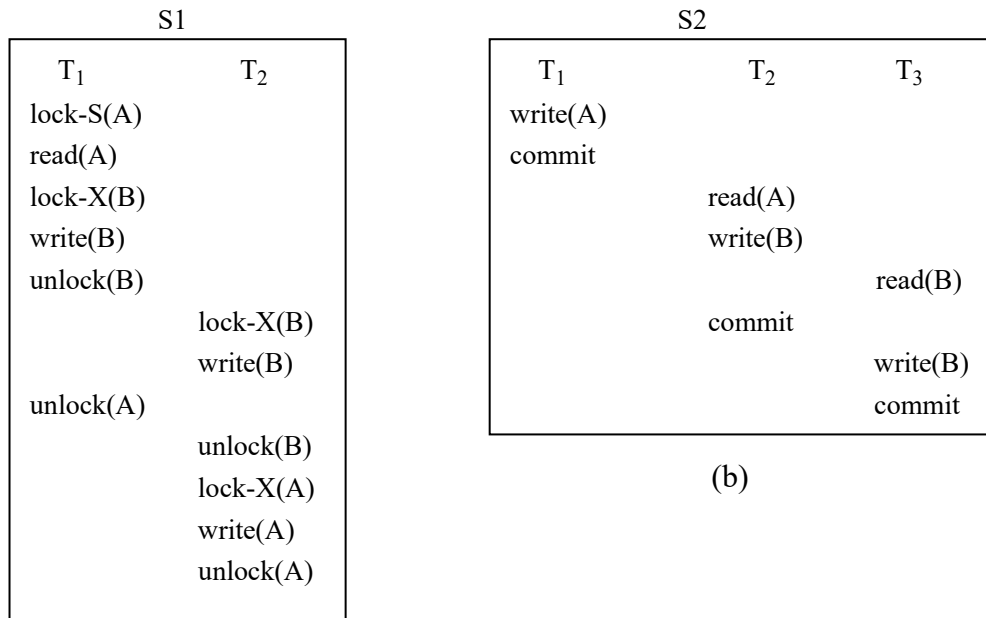 S1
T1 T2
lock-S(A)
read(A)
lock-X(B)
write(B)
unlock(B)
lock-X(B)
write(B)
unlock(A)
unlock(B)
lock-X(A)
write(A)
unlock(A)
S2
T1 T2 T3
write(A)
commit
read(A)
write(B)
read(B)
commit
write(B)
commit
(b)